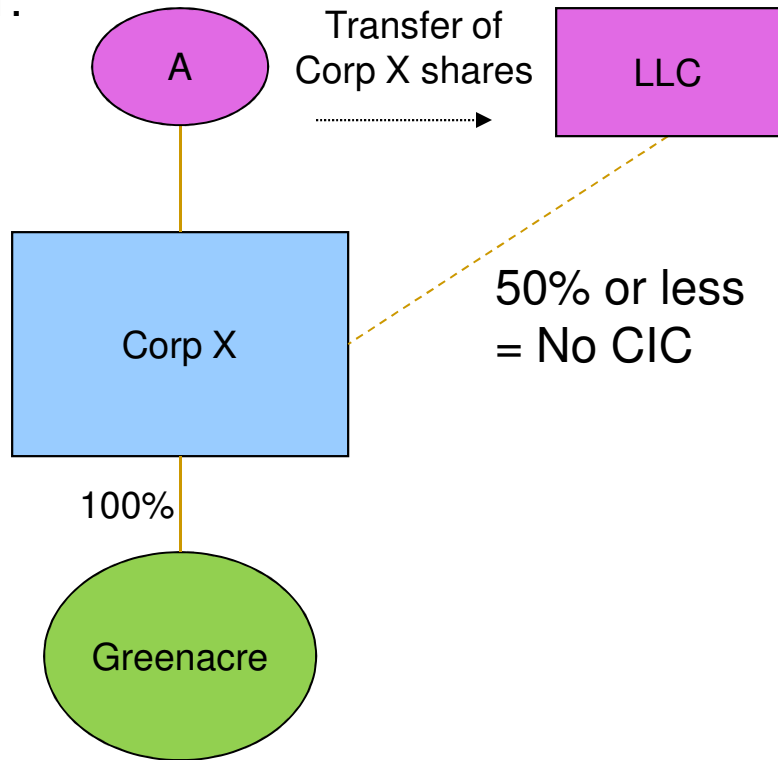 .
A
Transfer of
Corp X shares
LLC
50% or less
= No CIC
Corp X
100%
Greenacre